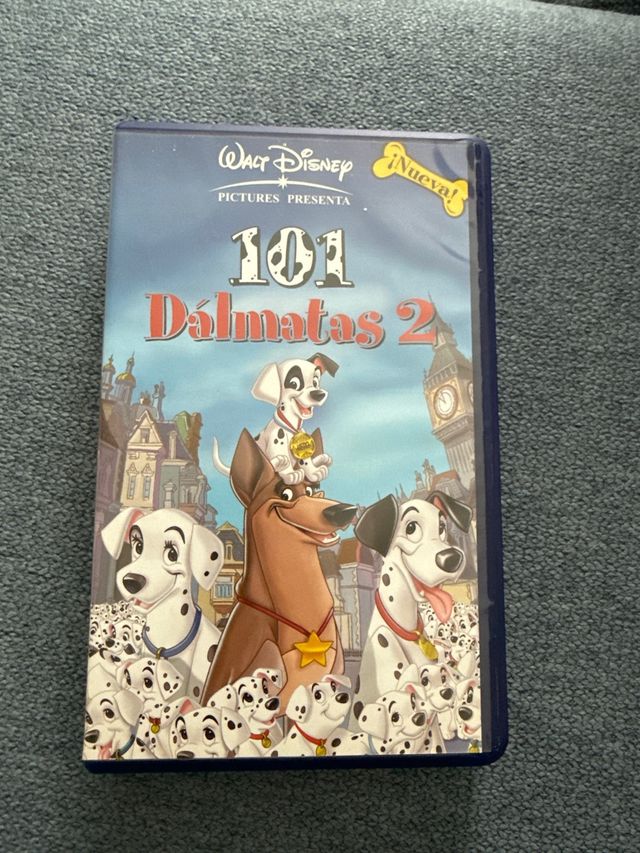 WALT DISNEY
PICTURES PRESENTA
¡Nueva!
101
Dálmatas 2